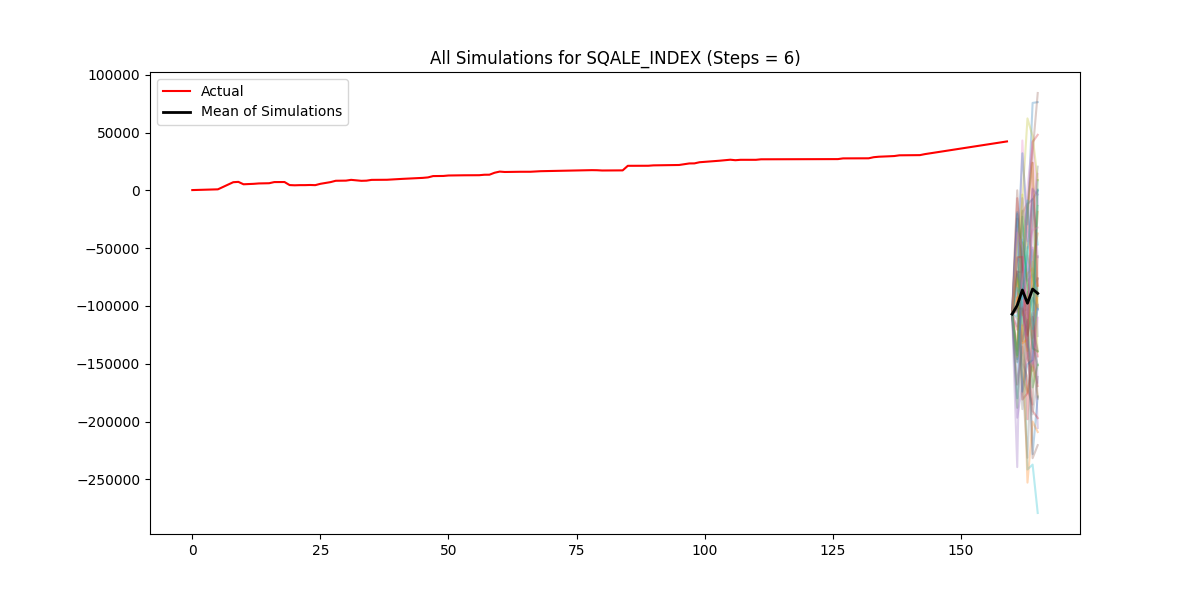 All Simulations for SQALE_INDEX (Steps = 6)
100000
50000
0
−50000
−100000
−150000
−200000
−250000
Actual
Mean of Simulations
0 25 50 75 100 125 150